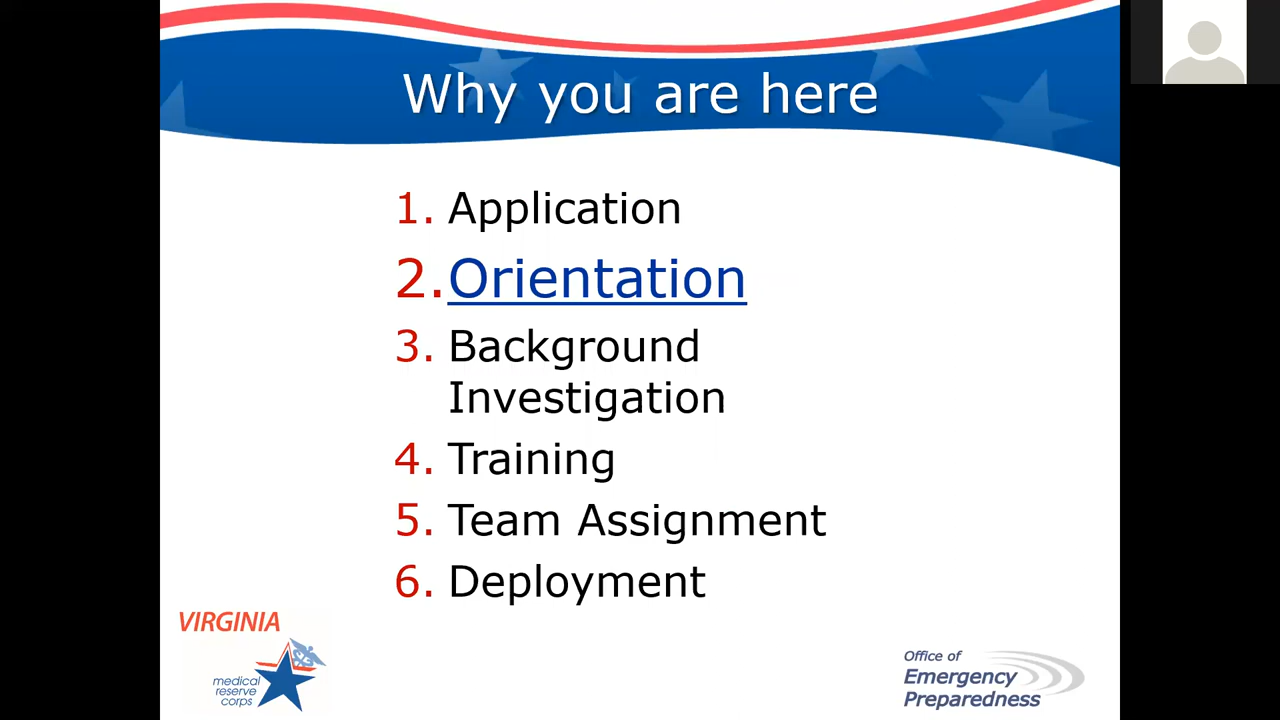 Why you are here
1. Application
2. Orientation
3. Background
Investigation
4. Training
5. Team Assignment
6. Deployment
VIRGINIA
medical
reserve
corps
Office of
Emergency
Preparedness